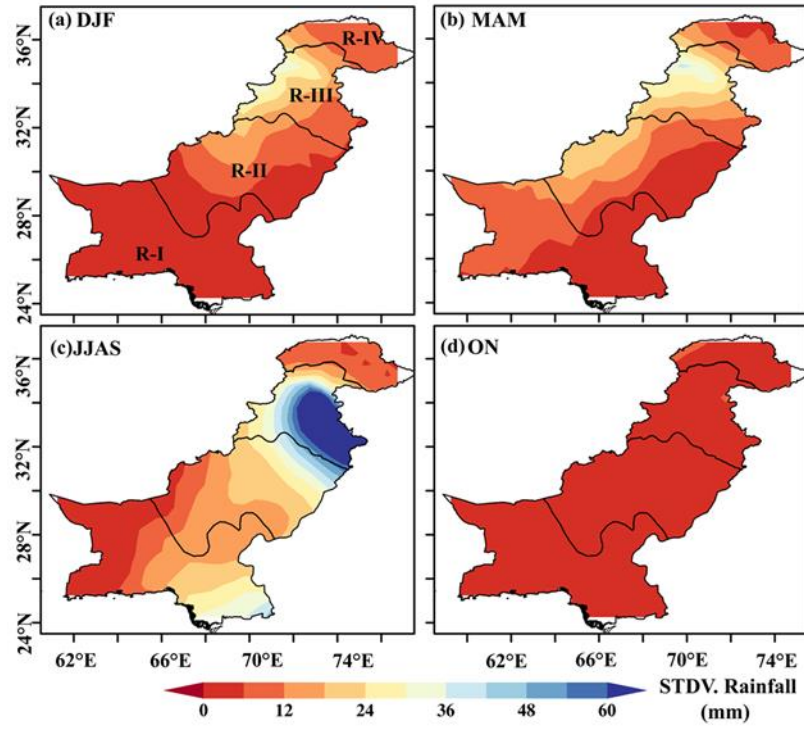 (a) DJF
(b) MAM
36°N
32°N
28°N
24°N
R-IV
R-III
R-II
R-I
(c)JJAS
(d)ON
36°N
32°N
28°N
24°N
62°E 66°E 70°E 74°E
62°E 66°E 70°E 74°E
0 12 24 36 48 60
STDV. Rainfall
(mm)